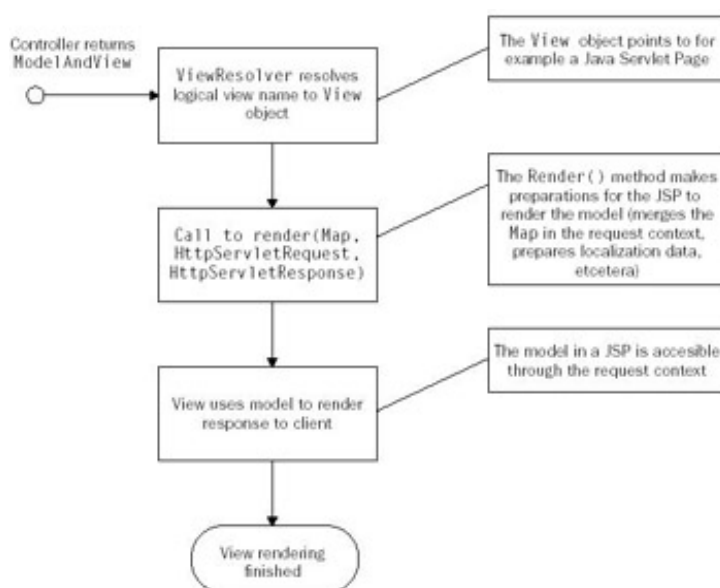 Controller returns
ModelAndView
ViewResolver resolves
logical view name to View
object
The View object points to for
example a Java Servlet Page
Call to render(Map,
HttpServletRequest,
HttpServletResponse)
The Render() method makes
preparations for the JSP to
render the model (merges the
Map in the request context,
prepares localization data,
etcetera)
View uses model to render
response to client
The model in a JSP is accesible
through the request context
View rendering
finished